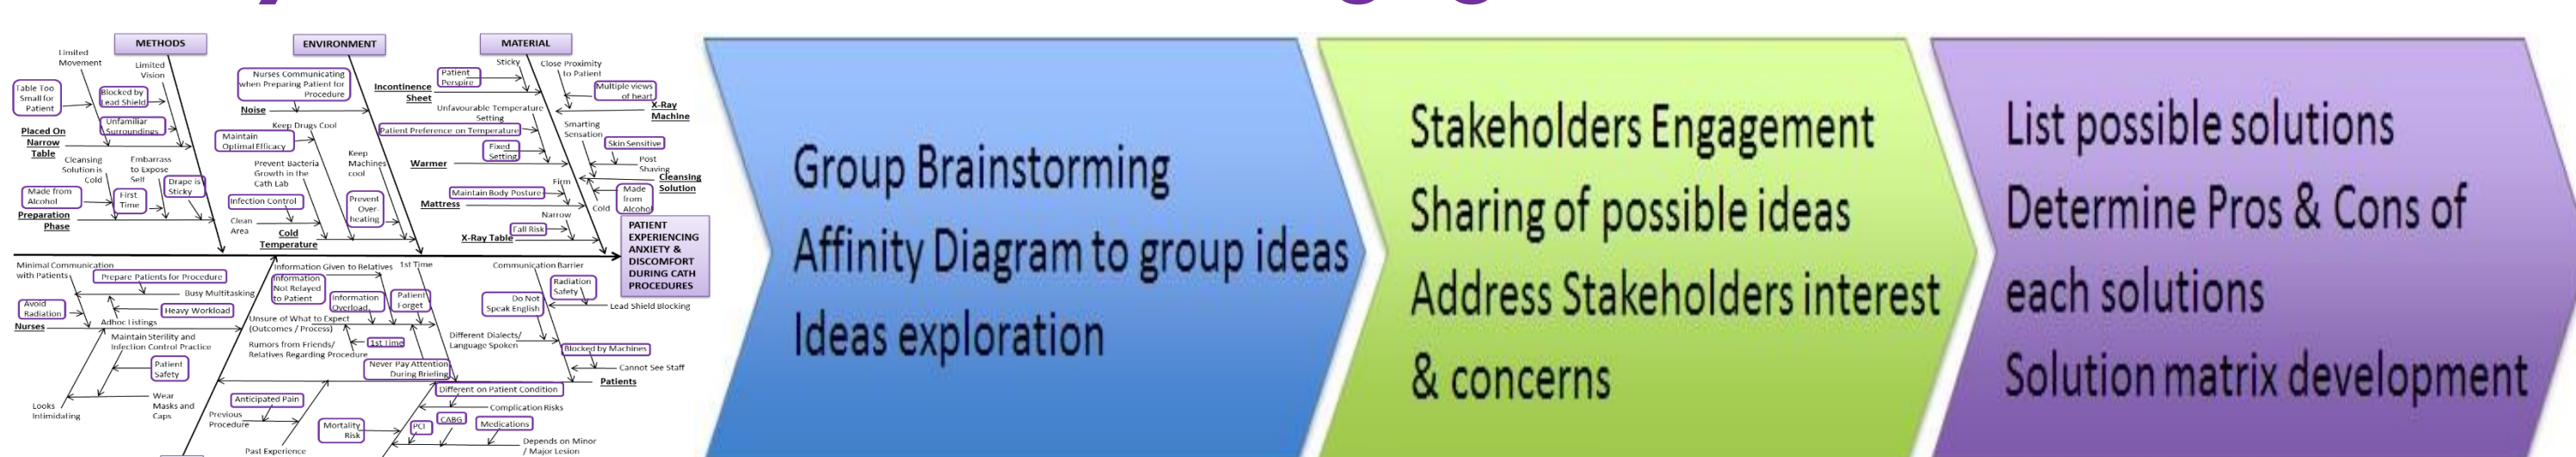 METHODS
Limited
Movement
Limited
Vision
Table Too
Small for
Patient
Blocked by
Lead Shield
Unfamiliar
Surroundings
Placed On
Narrow
Table
Cleansing
Solution is
Cold
Embarrass
to Expose
Self
Drape is
Sticky
Made from
Alcohol
First
Time
Preparation
Phase
ENVIRONMENT
Nurses Communicating
when Preparing Patient for
Procedure
Noise
Keep Drugs Cool
Maintain
Optimal Efficacy
Prevent Bacteria
Growth in the
Cath Lab
Keep
Machines
cool
Infection Control
Prevent
Over
heating
Clean
Area
Cold
Temperature
MATERIAL
Sticky
Close Proximity
to Patient
Patient
Perspire
Incontinence
Sheet
Multiple views
of heart
X-Ray
Machine
Unfavourable Temperature
Setting
Patient Preference on Temperature
Smarting
Sensation
Fixed
Setting
Skin Sensitive
Warmer
Post
Shaving
Cleansing
Solution
Firm
Maintain Body Posture
Made
from
Alcohol
Mattress
Cold
Narrow
Fall Risk
X-Ray Table
PATIENT
EXPERIENCING
ANXIETY &
DISCOMFORT
DURING CATH
PROCEDURES
Minimal Communication
with Patients
Prepare Patients for Procedure
Busy Multitasking
Avoid
Radiation
Heavy Workload
Nurses
Adhoc Listings
Maintain Sterility and
Infection Control Practice
Patient
Safety
Looks
Intimidating
Wear
Masks and
Caps
Information Given to Relatives
1st Time
Information
Not Relayed
to Patient
Information
Overload
Patient
Forget
Unsure of What to Expect
(Outcomes / Process)
Rumors from Friends/
Relatives Regarding Procedure
1st Time
Never Pay Attention
During Briefing
Communication Barrier
Radiation
Safety
Do Not
Speak English
Lead Shield Blocking
Different Dialects/
Language Spoken
Blocked by Machines
Cannot See Staff
Patients
Different on Patient Condition
Anticipated Pain
Complication Risks
Previous
Procedure
Mortality
Risk
PCI
CABG
Medications
Past Experience
Depends on Minor
/ Major Lesion
Group Brainstorming
Affinity Diagram to group ideas
Ideas exploration
Stakeholders Engagement
Sharing of possible ideas
Address Stakeholders interest
& concerns
List possible solutions
Determine Pros & Cons of
each solutions
Solution matrix development